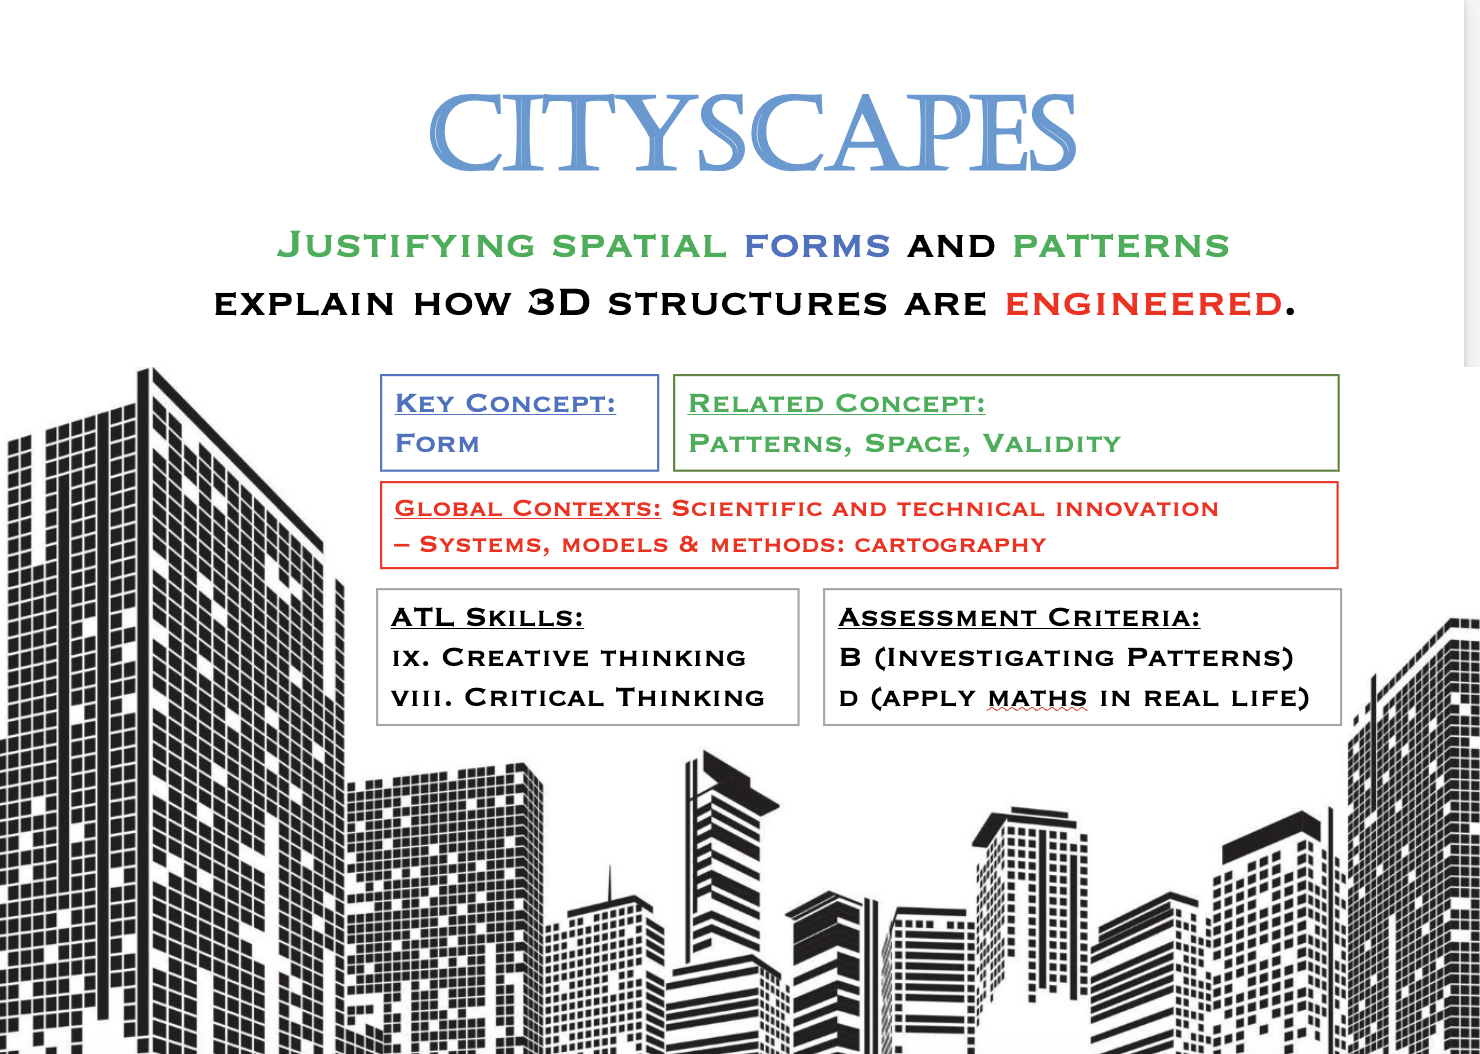 CITYSCAPES
JUSTIFYING SPATIAL FORMS AND PATTERNS
EXPLAIN HOW 3D STRUCTURES ARE ENGINEERED.
KEY CONCEPT:
FORM
RELATED CONCEPT:
PATTERNS, SPACE, VALIDITY
GLOBAL CONTEXTS: SCIENTIFIC AND TECHNICAL INNOVATION
– SYSTEMS, MODELS & METHODS: CARTOGRAPHY
ATL SKILLS:
IX. CREATIVE THINKING
VIII. CRITICAL THINKING
ASSESSMENT CRITERIA:
B (INVESTIGATING PATTERNS)
D (APPLY MATHS IN REAL LIFE)